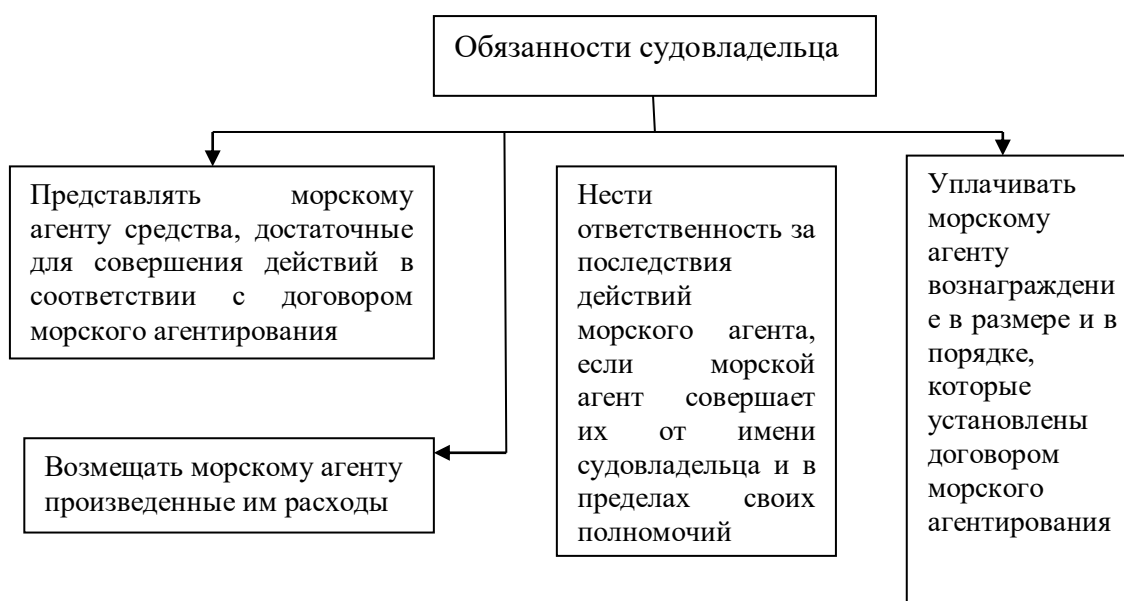 Обязанности судовладельца
Представлять морскому
агенту средства, достаточные
для совершения действий в
соответствии с договором
морского агентирования
Возмещать морскому агенту
произведенные им расходы
Нести
ответственность за
последствия
действий
морского агента,
если морской
агент совершает
их от имени
судовладельца и в
пределах своих
полномочий
Уплачивать
морскому
агенту
вознаграждени
е в размере и в
порядке,
которые
установлены
договором
морского
агентирования